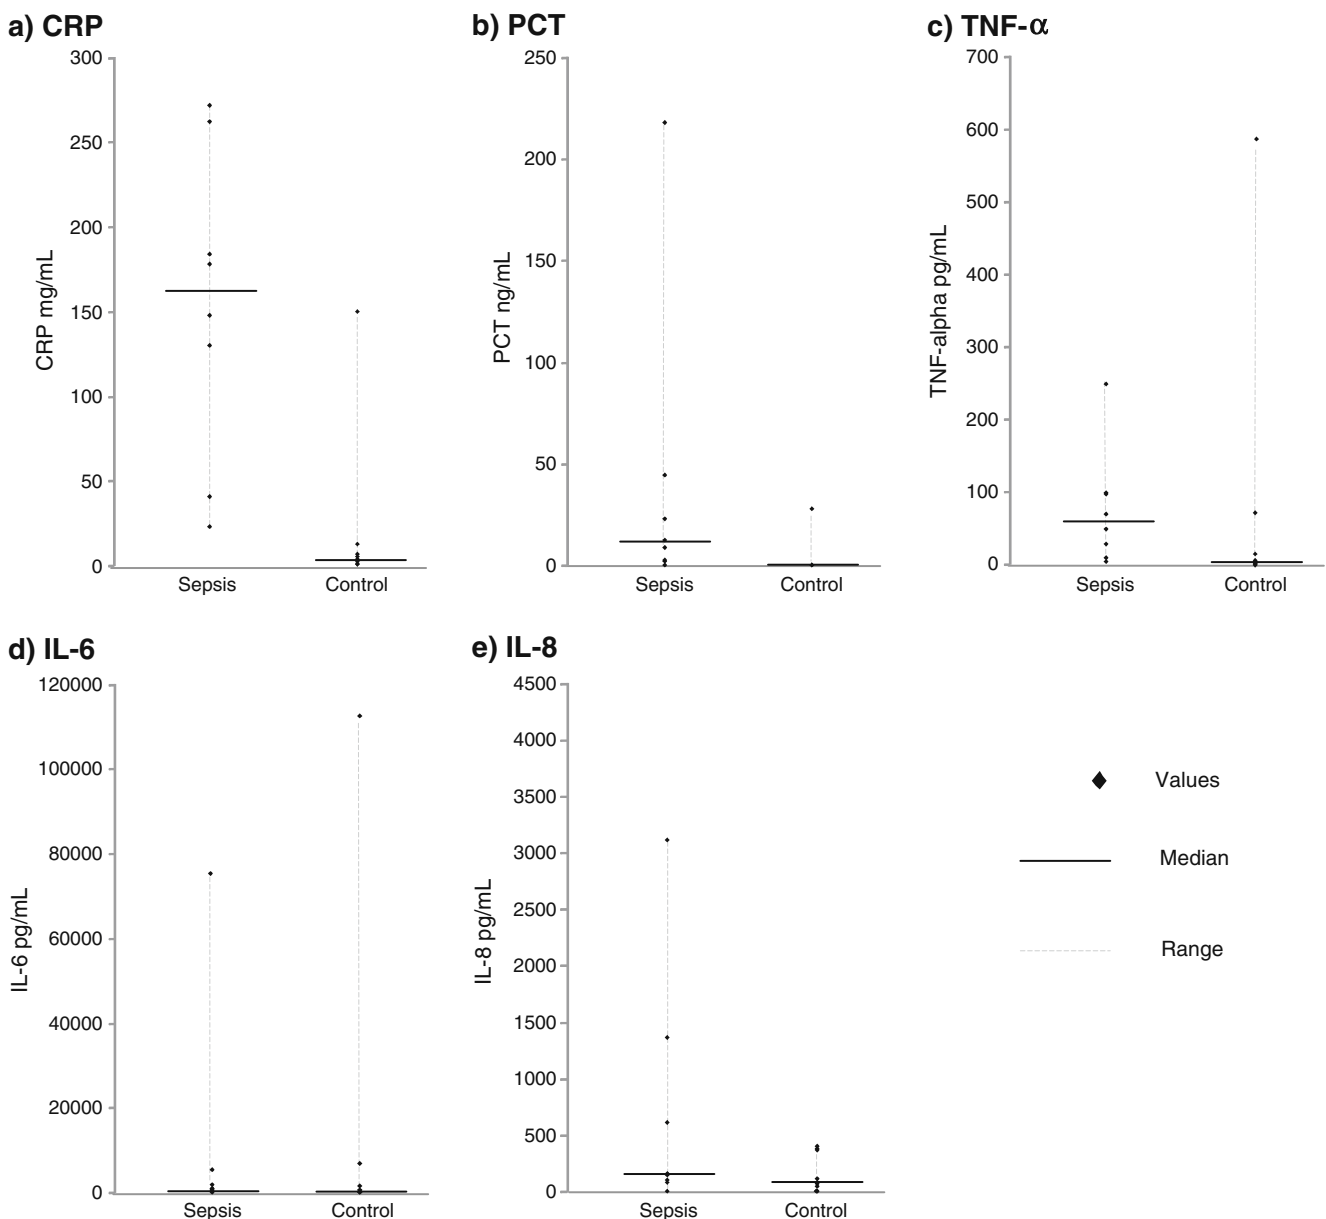 a) CRP
300
250
200
150
100
50
0
CRP mg/mL
Sepsis
Control
b) PCT
250
200
150
100
50
0
PCT ng/mL
Sepsis
Control
c) TNF-α
700
600
500
400
300
200
100
0
TNF-alpha pg/mL
Sepsis
Control
d) IL-6
120000
100000
80000
60000
40000
20000
0
IL-6 pg/mL
Sepsis
Control
e) IL-8
4500
4000
3500
3000
2500
2000
1500
1000
500
0
IL-8 pg/mL
Sepsis
Control
Values
Median
Range